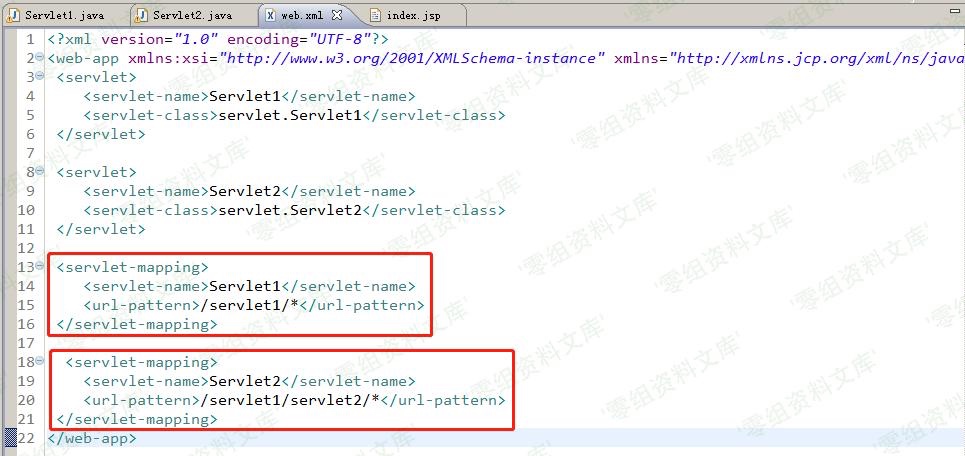 Servlet1.java Servlet2.java web.xml index.jsp
1 <?xml version="1.0" encoding="UTF-8"?>
2 <web-app xmlns:xsi="http://www.w3.org/2001/XMLSchema-instance" xmlns="http://xmlns.jcp.org/xml/ns/java
3 <servlet>
4 <servlet-name>Servlet1</servlet-name>
5 <servlet-class>servlet.Servlet1</servlet-class>
6 </servlet>
7
8 <servlet>
9 <servlet-name>Servlet2</servlet-name>
10 <servlet-class>servlet.Servlet2</servlet-class>
11 </servlet>
12
13 <servlet-mapping>
14 <servlet-name>Servlet1</servlet-name>
15 <url-pattern>/servlet1/*</url-pattern>
16 </servlet-mapping>
17
18 <servlet-mapping>
19 <servlet-name>Servlet2</servlet-name>
20 <url-pattern>/servlet1/servlet2/*</url-pattern>
21 </servlet-mapping>
22 </web-app>
'零组资料文库'